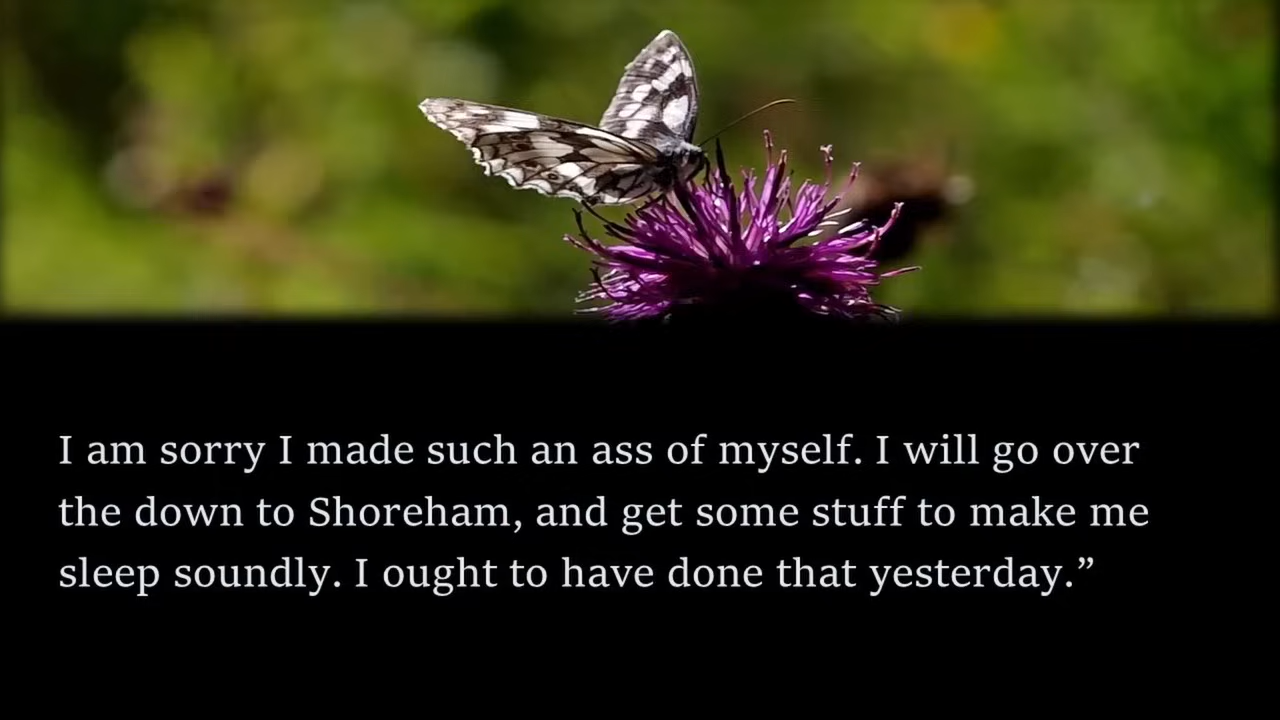 I am sorry I made such an ass of myself. I will go over
the down to Shoreham, and get some stuff to make me
sleep soundly. I ought to have done that yesterday.”